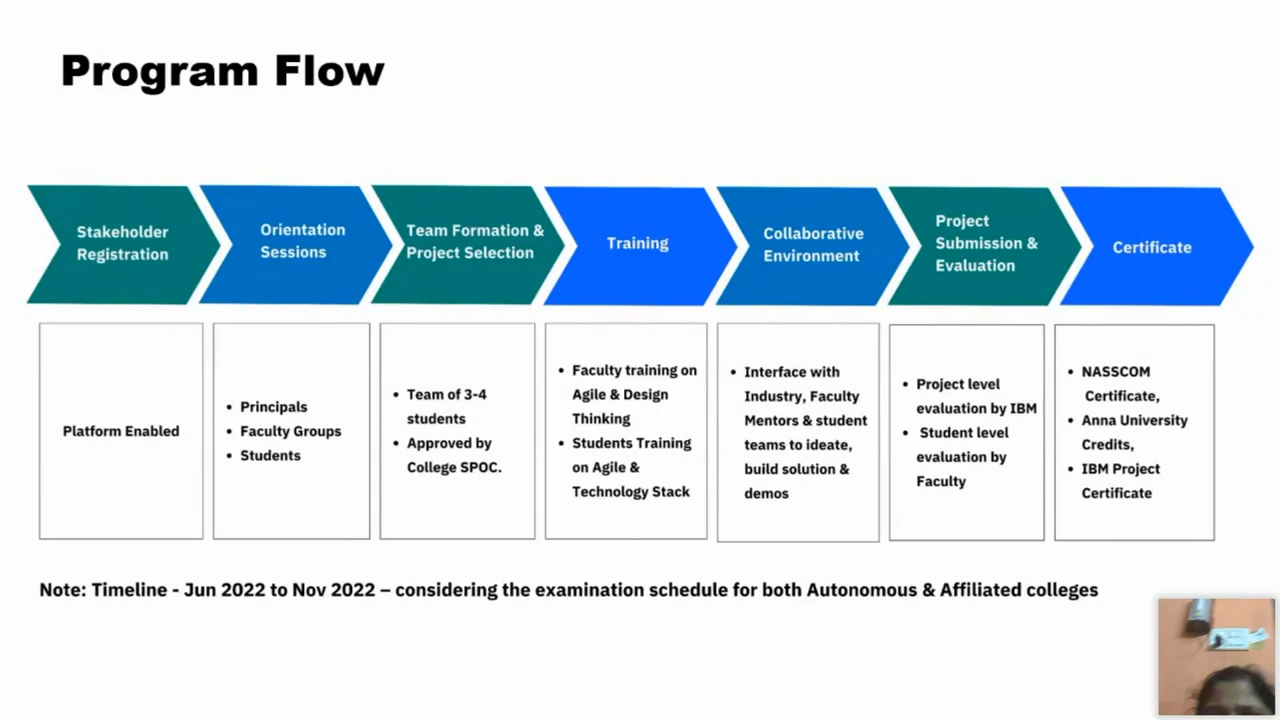 Program Flow
Stakeholder
Registration
Orientation
Sessions
Team Formation &
Project Selection
Training
Collaborative
Environment
Project
Submission &
Evaluation
Certificate
Platform Enabled
• Principals
• Faculty Groups
• Students
• Team of 3-4
students
• Approved by
College SPOC.
• Faculty training on
Agile & Design
Thinking
• Students Training
on Agile &
Technology Stack
• Interface with
Industry, Faculty
Mentors & student
teams to ideate,
build solution &
demos
• Project level
evaluation by IBM
• Student level
evaluation by
Faculty
• NASSCOM
Certificate,
• Anna University
Credits,
• IBM Project
Certificate
Note: Timeline - Jun 2022 to Nov 2022 – considering the examination schedule for both Autonomous & Affiliated colleges